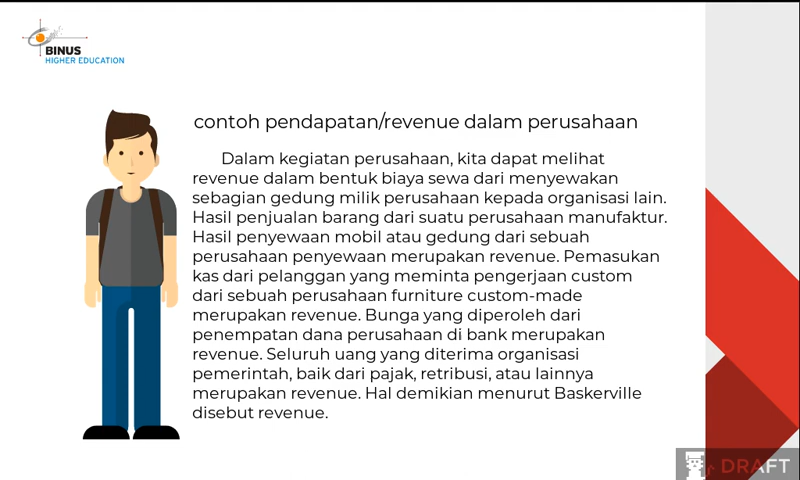 BINUS
HIGHER EDUCATION
contoh pendapatan/revenue dalam perusahaan
Dalam kegiatan perusahaan, kita dapat melihat
revenue dalam bentuk biaya sewa dari menyewakan
sebagian gedung milik perusahaan kepada organisasi lain.
Hasil penjualan barang dari suatu perusahaan manufaktur.
Hasil penyewaan mobil atau gedung dari sebuah
perusahaan penyewaan merupakan revenue. Pemasukan
kas dari pelanggan yang meminta pengerjaan custom
dari sebuah perusahaan furniture custom-made
merupakan revenue. Bunga yang diperoleh dari
penempatan dana perusahaan di bank merupakan
revenue. Seluruh uang yang diterima organisasi
pemerintah, baik dari pajak, retribusi, atau lainnya
merupakan revenue. Hal demikian menurut Baskerville
disebut revenue.
DRAFT